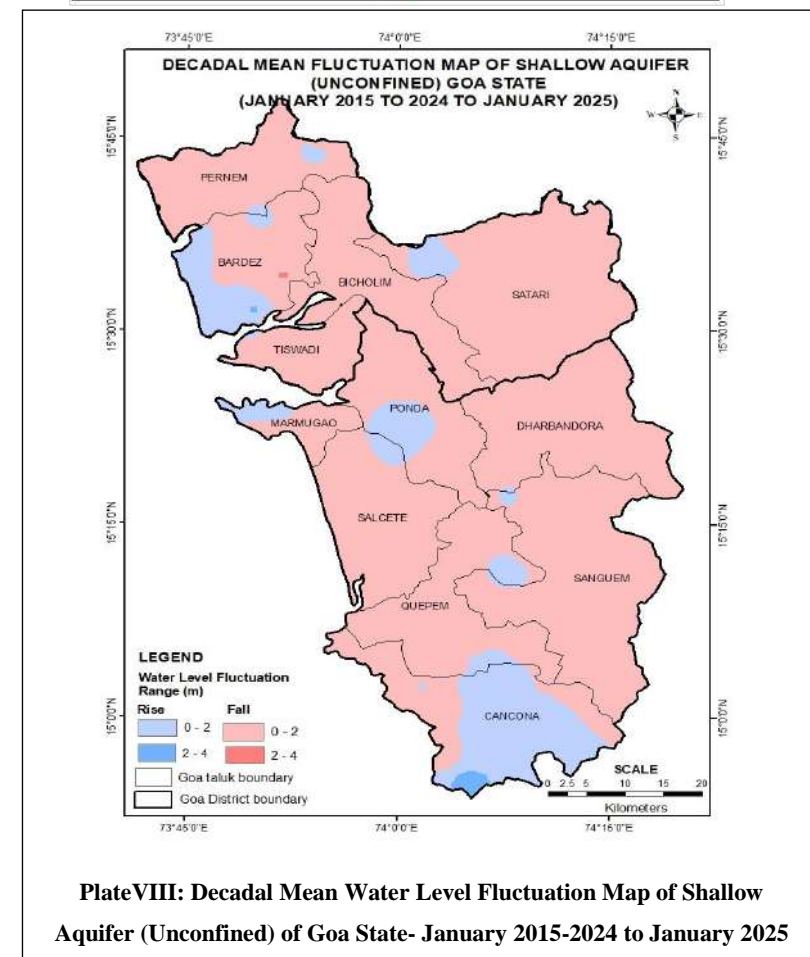 73°45'0"E 74°0'0"E 74°15'0"E
DECADAL MEAN FLUCTUATION MAP OF SHALLOW AQUIFER
(UNCONFINED) GOA STATE
(JANUARY 2015 TO 2024 TO JANUARY 2025)
N
W E
S
15°45'0"N 15°45'0"N
PERNEM
BARDEZ
BICHOLIM
SATARI
15°30'0"N 15°30'0"N
TISWADI
PONDA
MARMUGAO
DHARBANDORA
SALCETE
15°15'0"N 15°15'0"N
SANGUEM
QUEPEM
CANCONA
15°0'0"N 15°0'0"N
LEGEND
Water Level Fluctuation
Range (m)
Rise Fall
0 - 2 0 - 2
2 - 4 2 - 4
Goa taluk boundary
Goa District boundary
SCALE
0 2.5 5 10 15 20
Kilometers
73°45'0"E 74°0'0"E 74°15'0"E
PlateVIII: Decadal Mean Water Level Fluctuation Map of Shallow
Aquifer (Unconfined) of Goa State- January 2015-2024 to January 2025